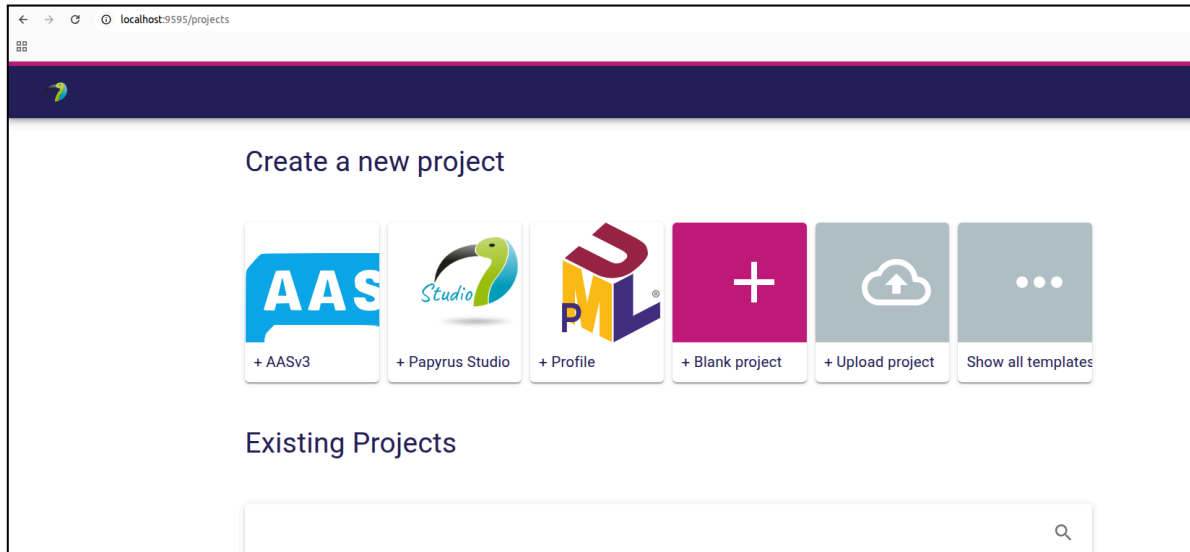 localhost:9595/projects
Create a new project
AAS
Studio
UML
P
®
+ AASv3
+ Papyrus Studio
+ Profile
+ Blank project
+ Upload project
Show all templates
Existing Projects